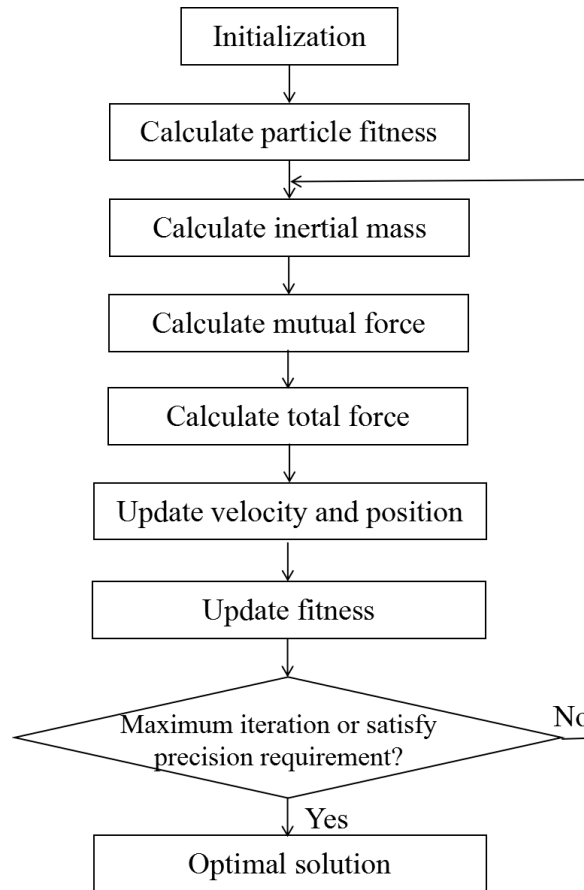 Initialization
Calculate particle fitness
Calculate inertial mass
Calculate mutual force
Calculate total force
Update velocity and position
Update fitness
Maximum iteration or satisfy
precision requirement?
No
Yes
Optimal solution